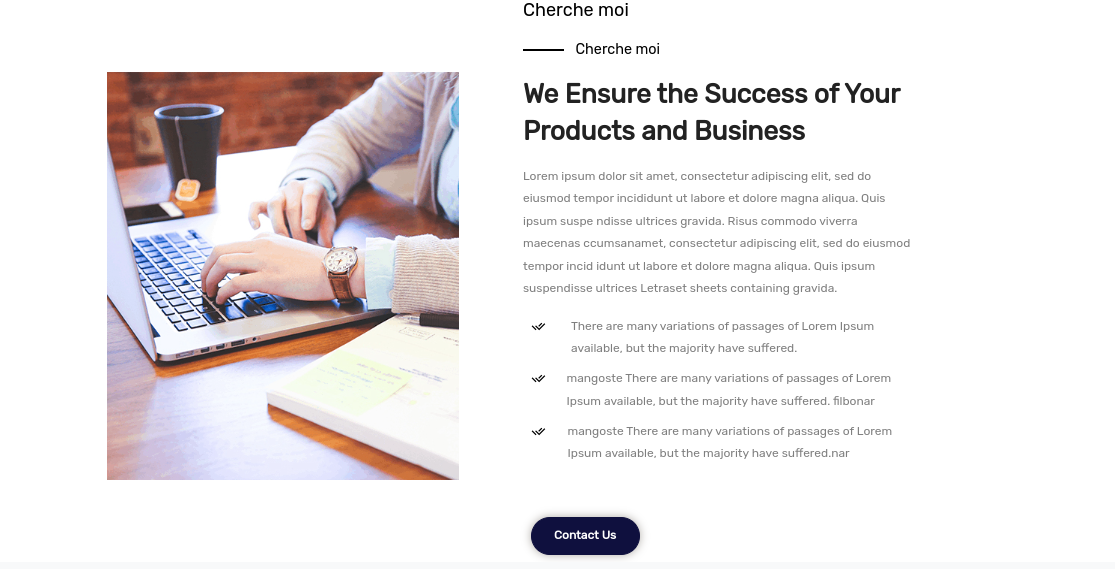 Cherche moi
Cherche moi
We Ensure the Success of Your
Products and Business
Lorem ipsum dolor sit amet, consectetur adipiscing elit, sed do
eiusmod tempor incididunt ut labore et dolore magna aliqua. Quis
ipsum suspe ndisse ultrices gravida. Risus commodo viverra
maecenas ccumsanamet, consectetur adipiscing elit, sed do eiusmod
tempor incid idunt ut labore et dolore magna aliqua. Quis ipsum
suspendisse ultrices Letraset sheets containing gravida.
There are many variations of passages of Lorem Ipsum
available, but the majority have suffered.
mangoste There are many variations of passages of Lorem
Ipsum available, but the majority have suffered. filbonar
mangoste There are many variations of passages of Lorem
Ipsum available, but the majority have suffered.nar
Contact Us